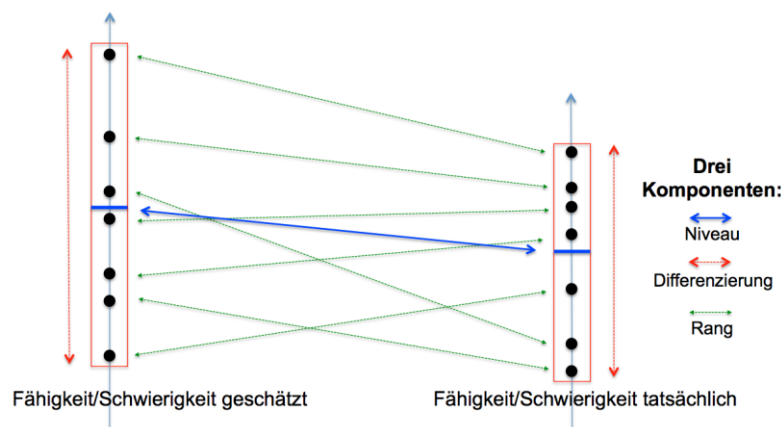 Drei
Komponenten:
Niveau
Differenzierung
Rang
Fähigkeit/Schwierigkeit geschätzt
Fähigkeit/Schwierigkeit tatsächlich